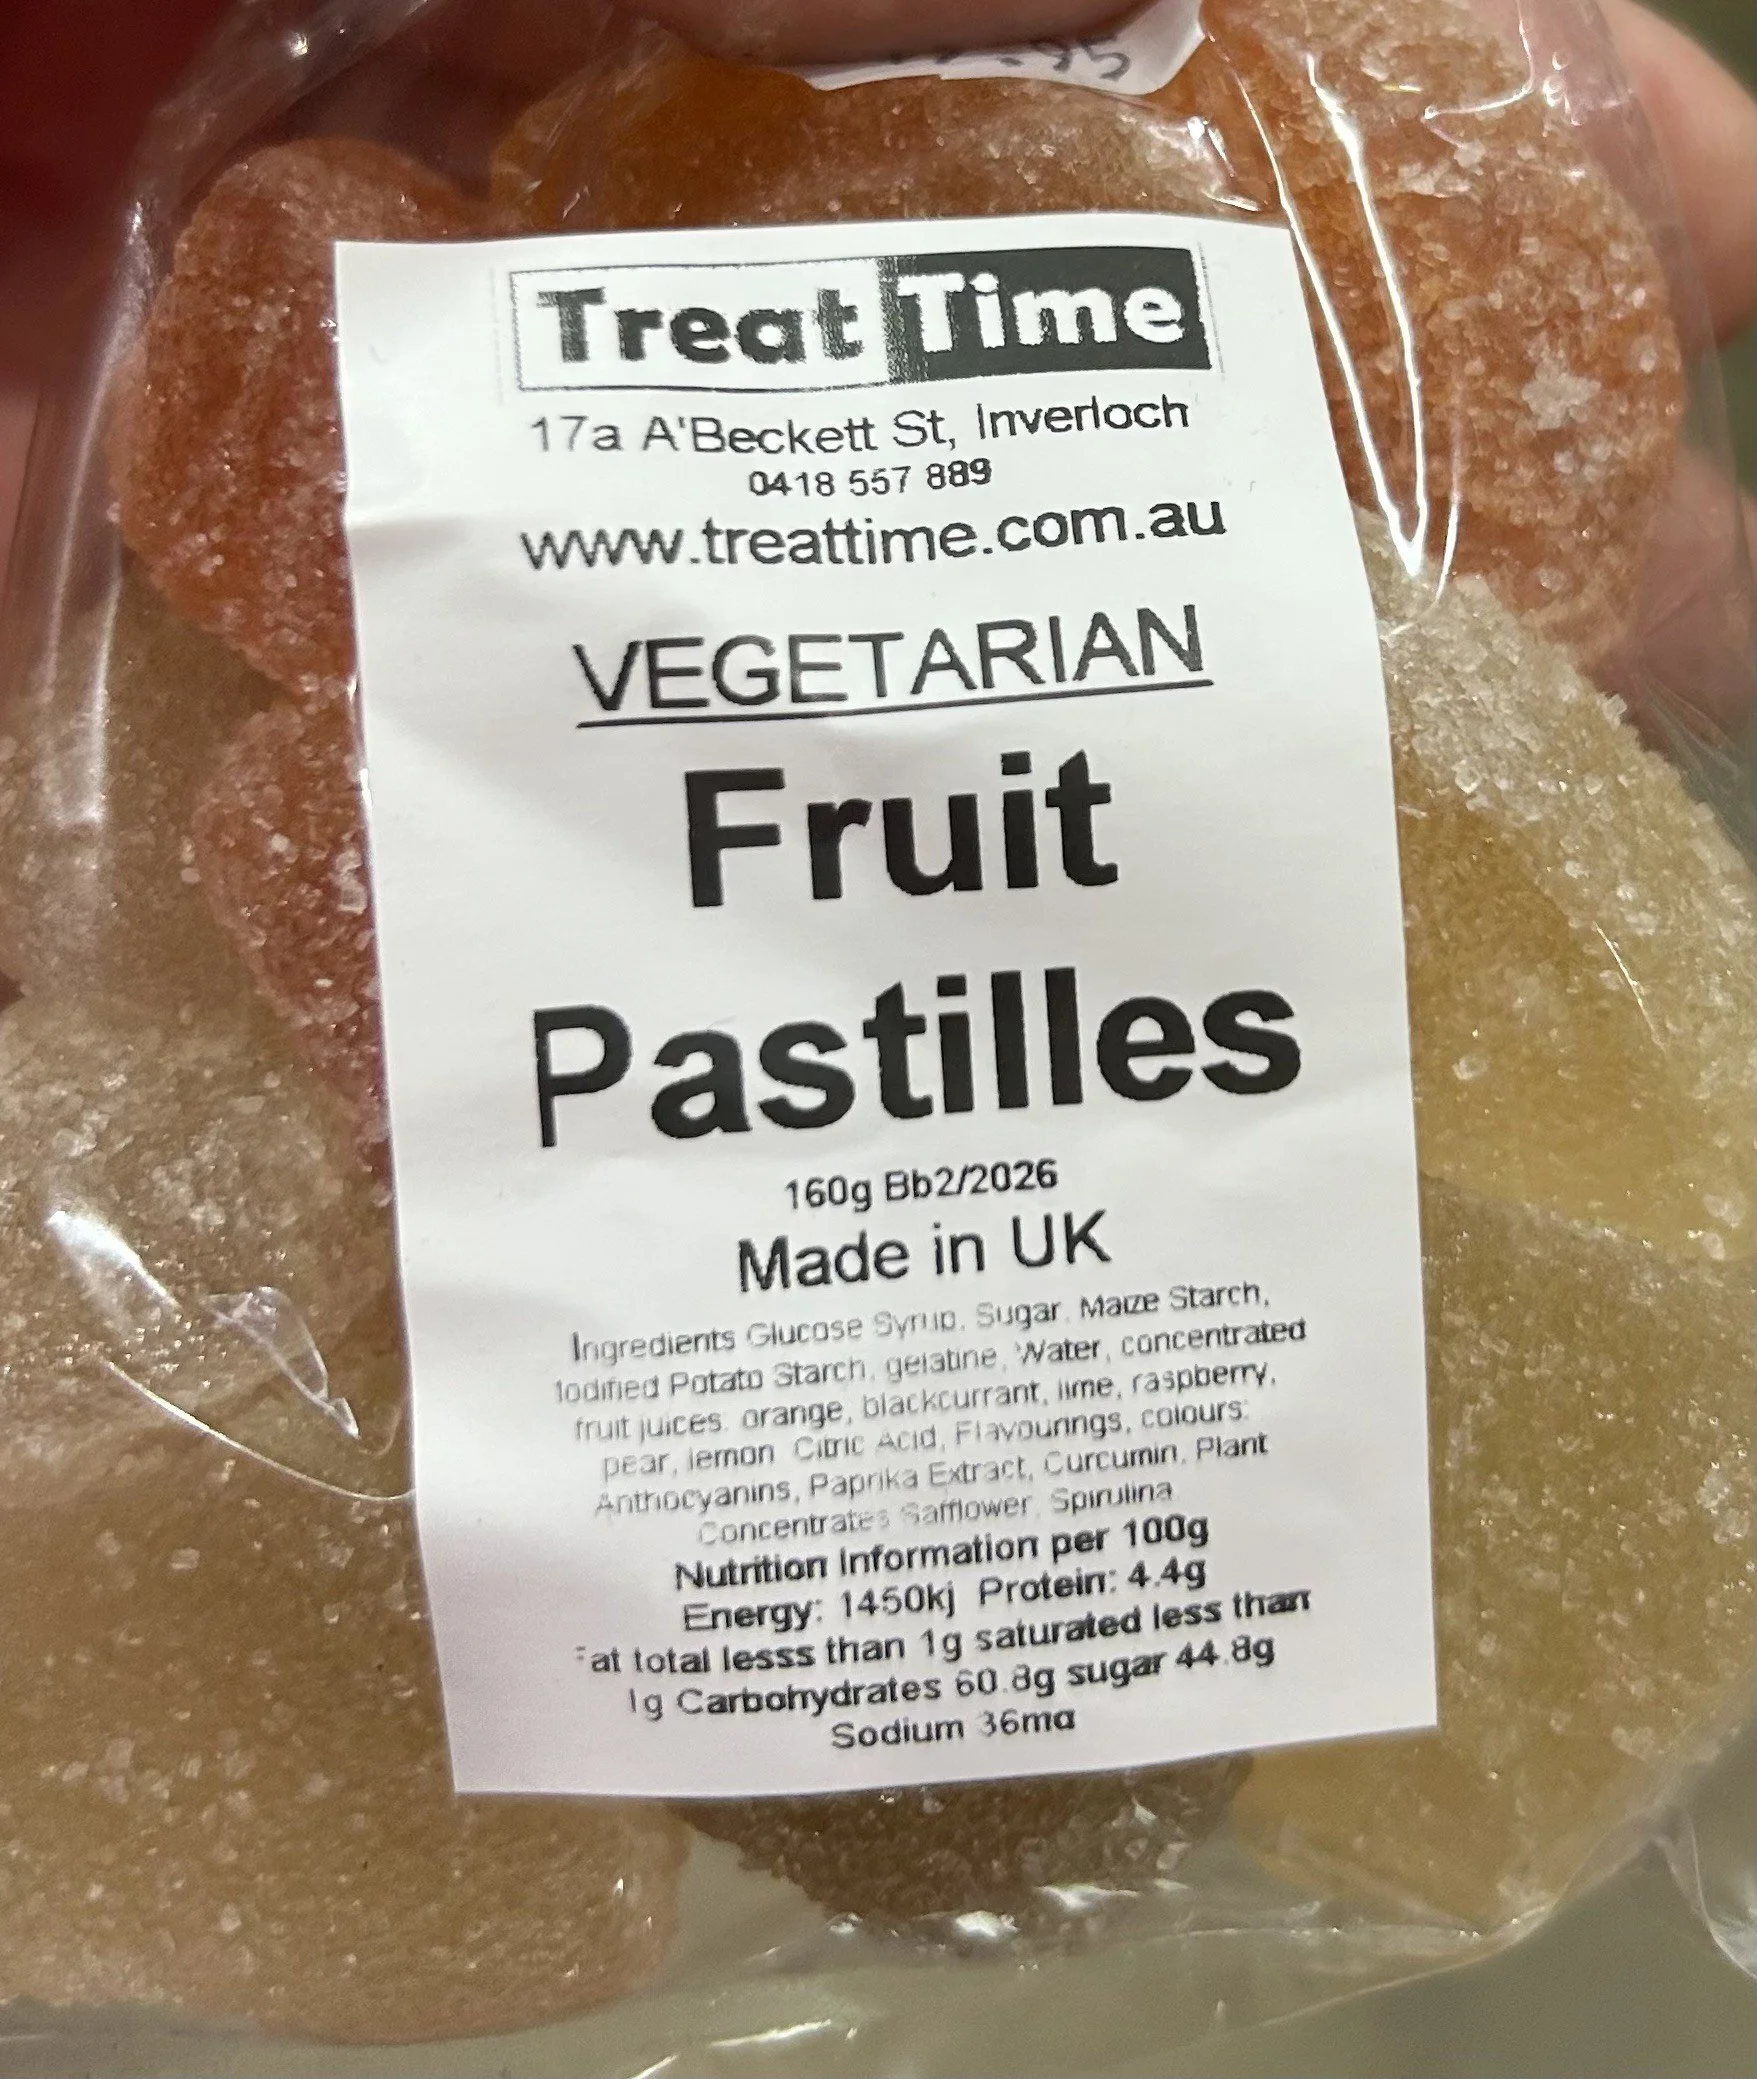 .95
Treat Time
17a A'Beckett St, Inverloch
0418 557 889
www.treattime.com.au
VEGETARIAN
Fruit
Pastilles
160g Bb2/2026
Made in UK
Ingredients Glucose Syrup, Sugar, Maize Starch,
Modified Potato Starch, gelatine, Water, concentrated
fruit juices: orange, blackcurrant, lime, raspberry,
pear, lemon Citric Acid, Flavourings, colours:
Anthocyanins, Paprika Extract, Curcumin, Plant
Concentrates Safflower, Spirulina
Nutrition Information per 100g
Energy: 1450kj Protein: 4.4g
Fat total lesss than 1g saturated less than
1g Carbohydrates 60.8g sugar 44.8g
Sodium 36mg